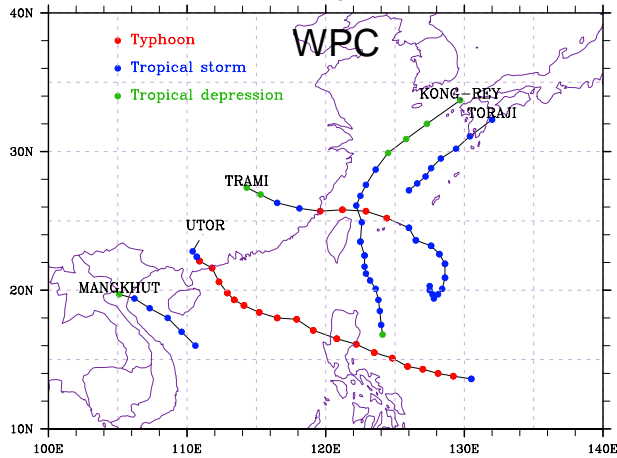 40N
WPC
Typhoon
Tropical storm
Tropical depression
KONG-REY
TORAJI
30N
TRAMI
UTOR
20N
MANGKHUT
10N
100E 110E 120E 130E 140E